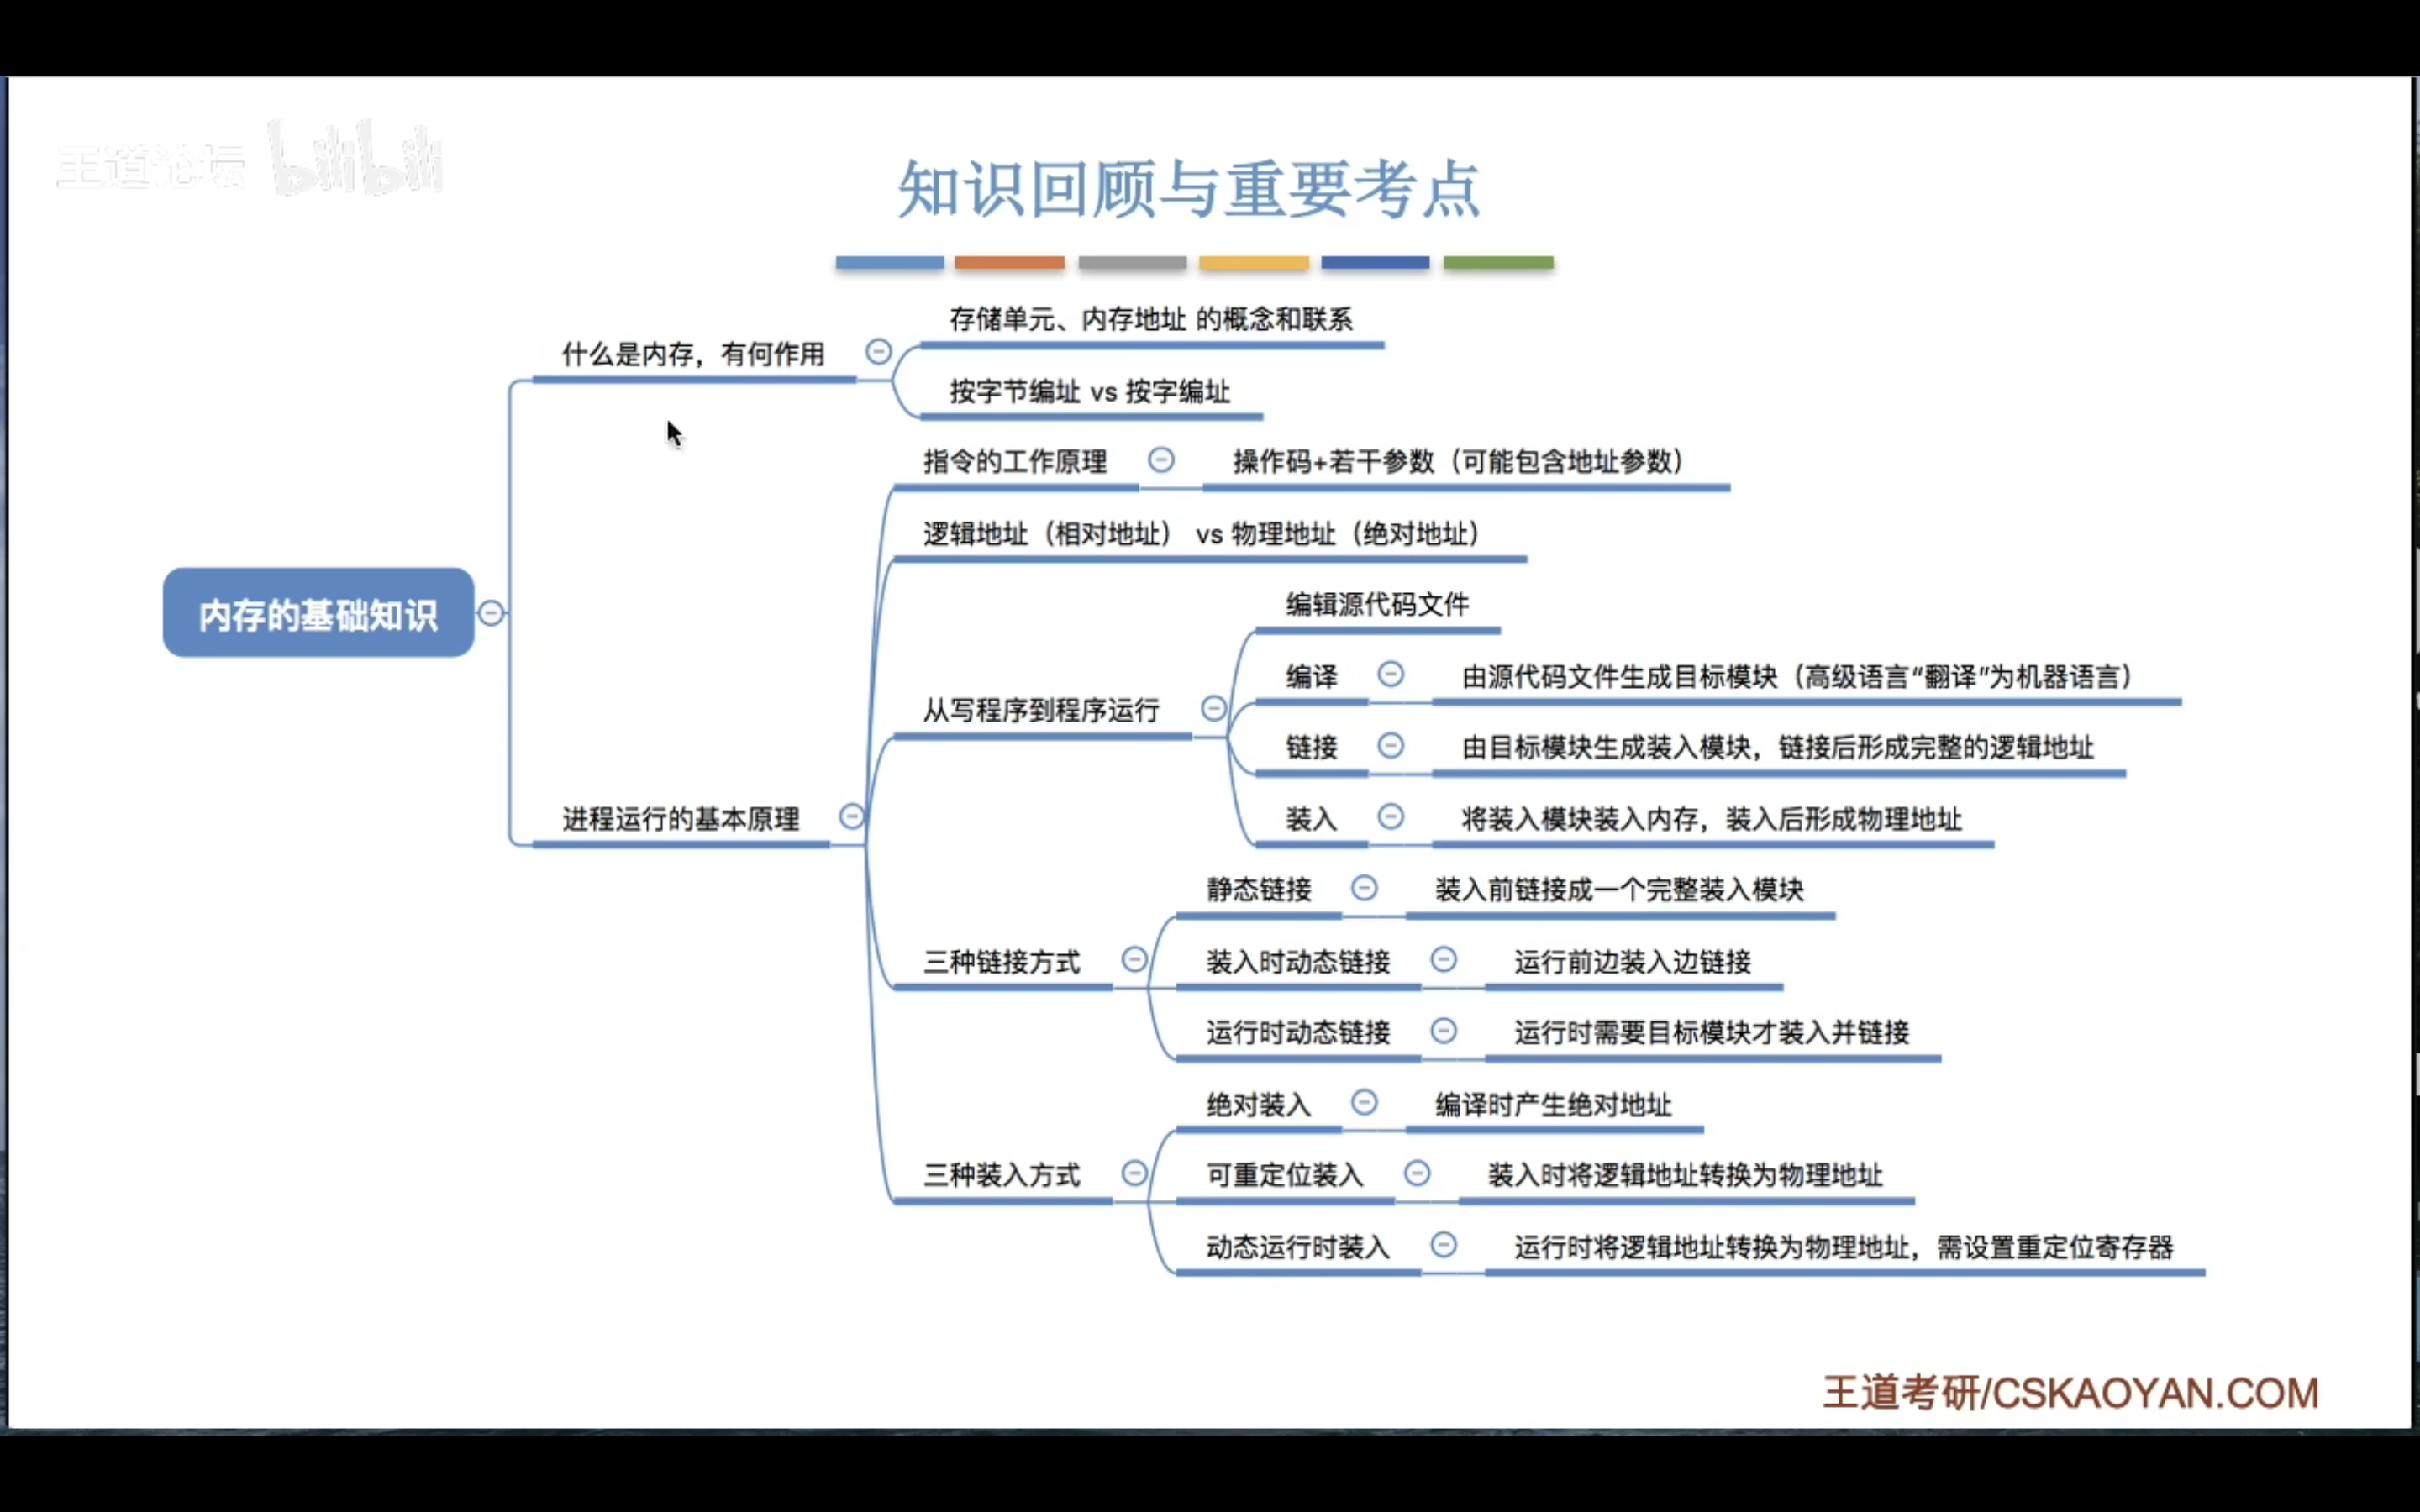 王道论坛 bilibili
知识回顾与重要考点
内存的基础知识
什么是内存，有何作用
存储单元、内存地址 的概念和联系
按字节编址 vs 按字编址
进程运行的基本原理
指令的工作原理
操作码+若干参数（可能包含地址参数）
逻辑地址（相对地址） vs 物理地址（绝对地址）
从写程序到程序运行
编辑源代码文件
编译
由源代码文件生成目标模块（高级语言“翻译”为机器语言）
链接
由目标模块生成装入模块，链接后形成完整的逻辑地址
装入
将装入模块装入内存，装入后形成物理地址
三种链接方式
静态链接
装入前链接成一个完整装入模块
装入时动态链接
运行前边装入边链接
运行时动态链接
运行时需要目标模块才装入并链接
三种装入方式
绝对装入
编译时产生绝对地址
可重定位装入
装入时将逻辑地址转换为物理地址
动态运行时装入
运行时将逻辑地址转换为物理地址，需设置重定位寄存器
王道考研/CSKAOYAN.COM